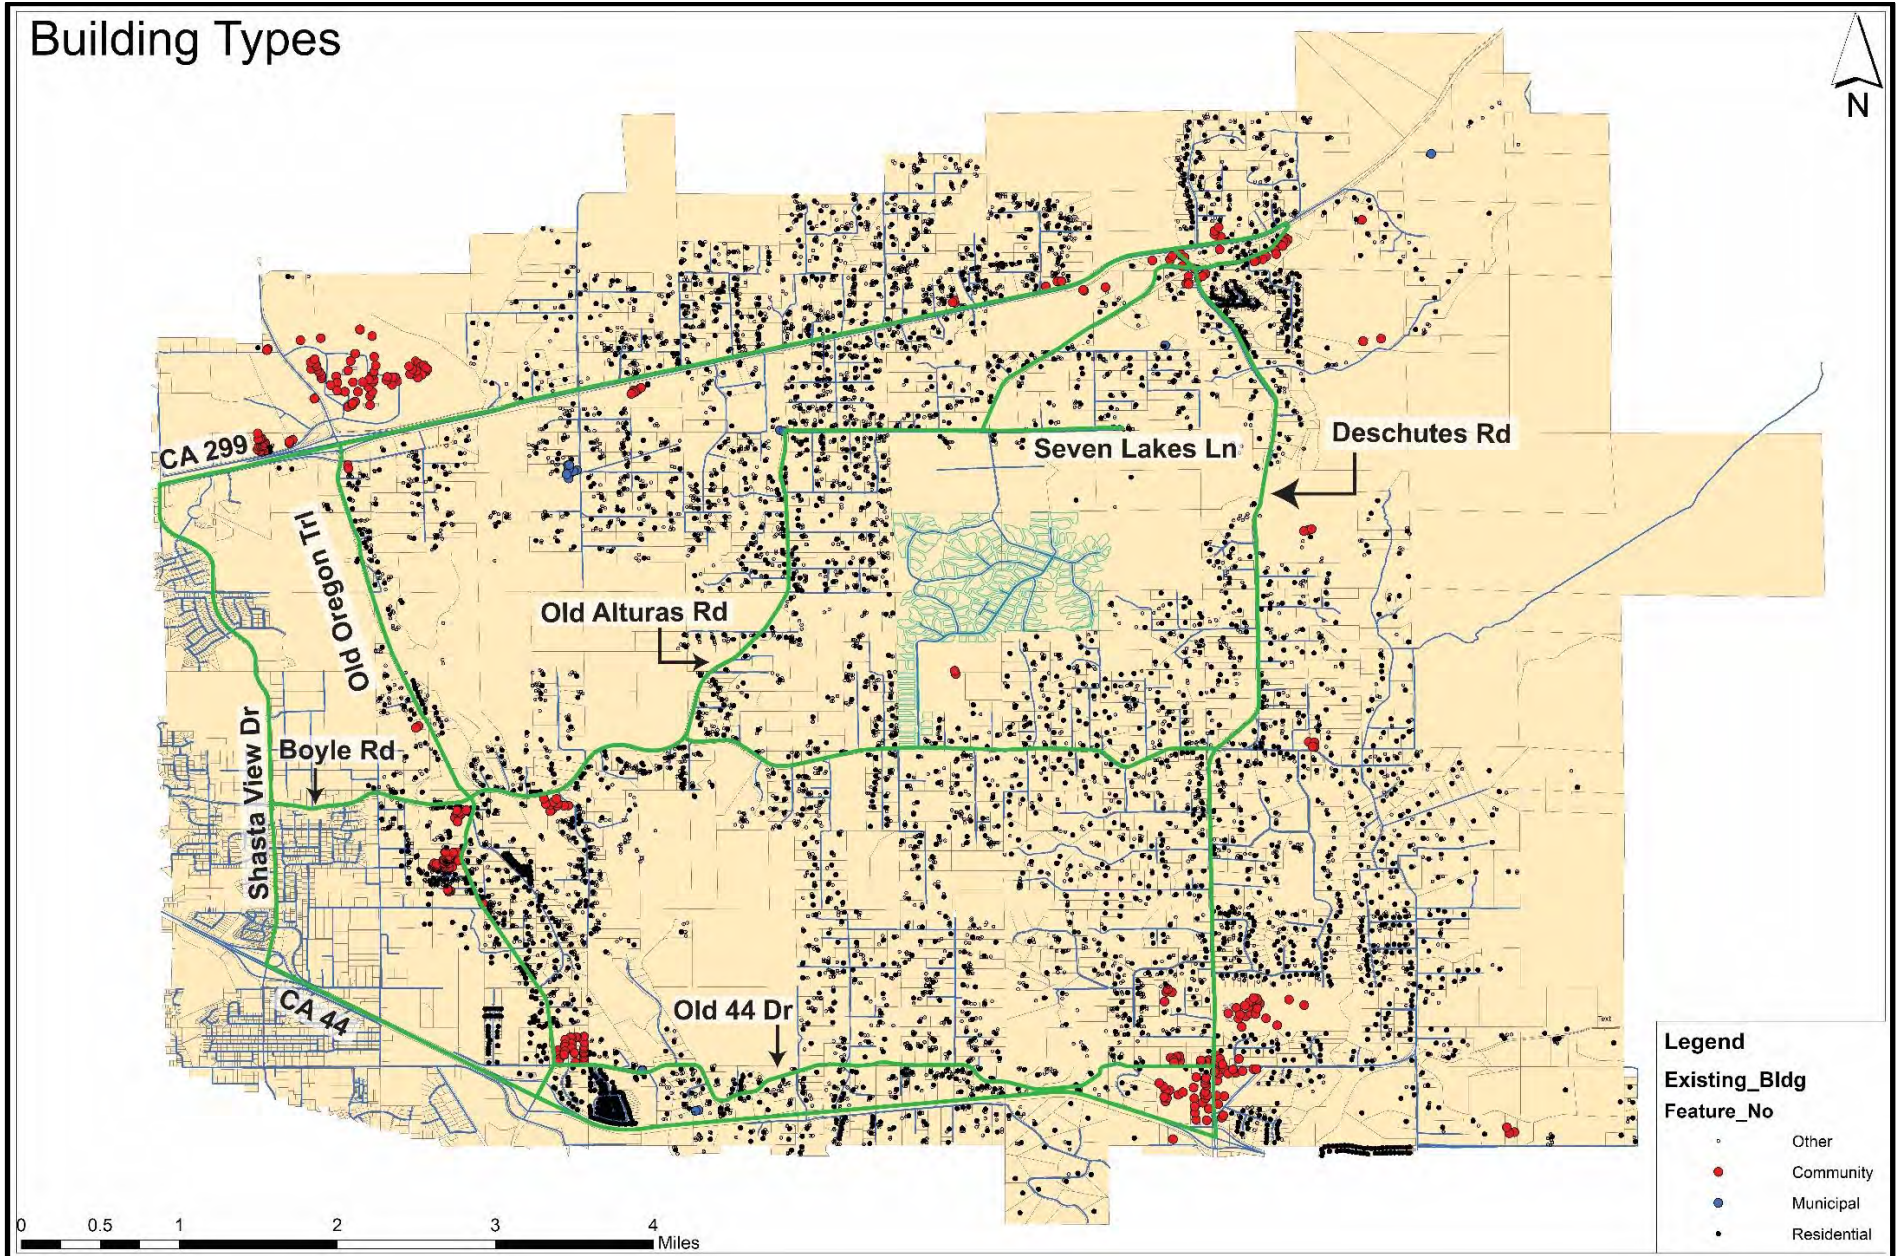 Building Types
N
CA 299
Seven Lakes Ln
Deschutes Rd
Old Oregon Trl
Old Alturas Rd
Shasta View Dr
Boyle Rd
CA 44
Old 44 Dr
Text
Legend
Existing_Bldg
Feature_No
Other
Community
Municipal
Residential
0 0.5 1 2 3 4
Miles